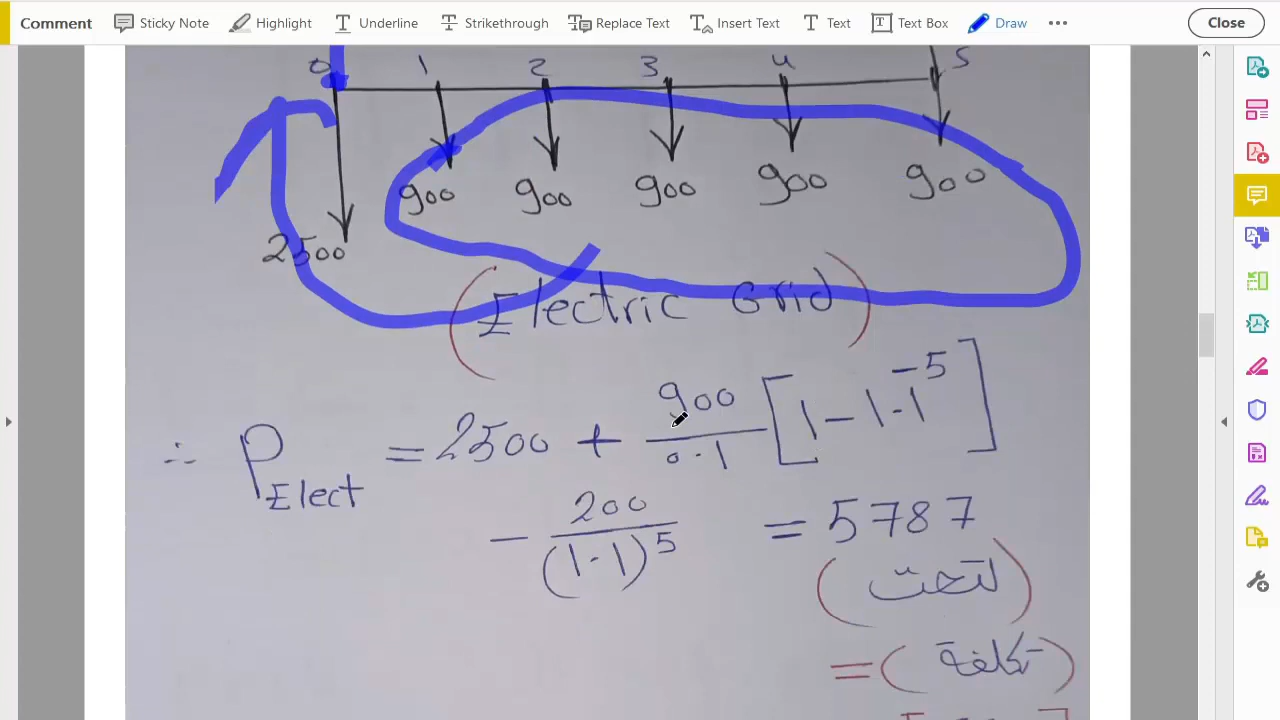 Comment Sticky Note Highlight Underline Strikethrough Replace Text Insert Text Text Text Box Draw Close
0 1 2 3 4 5
900 900 900 900 900
2500
(Electric Grid)
∴ P_Elect = 2500 + 900/0.1 [1 - 1.1^-5]
- 200/(1.1)^5 = 5787
(لتحت)
= (تكلفة)